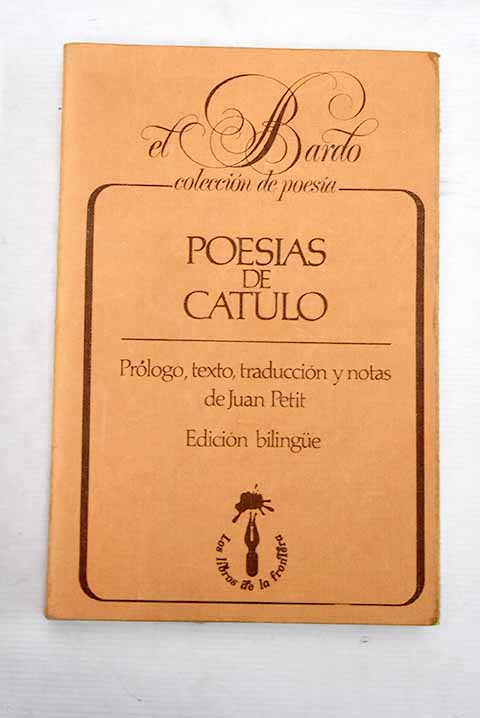 el Bardo
colección de poesía
POESIAS
DE
CATULO
Prólogo, texto, traducción y notas
de Juan Petit
Edición bilingüe
Los libros de la frontera